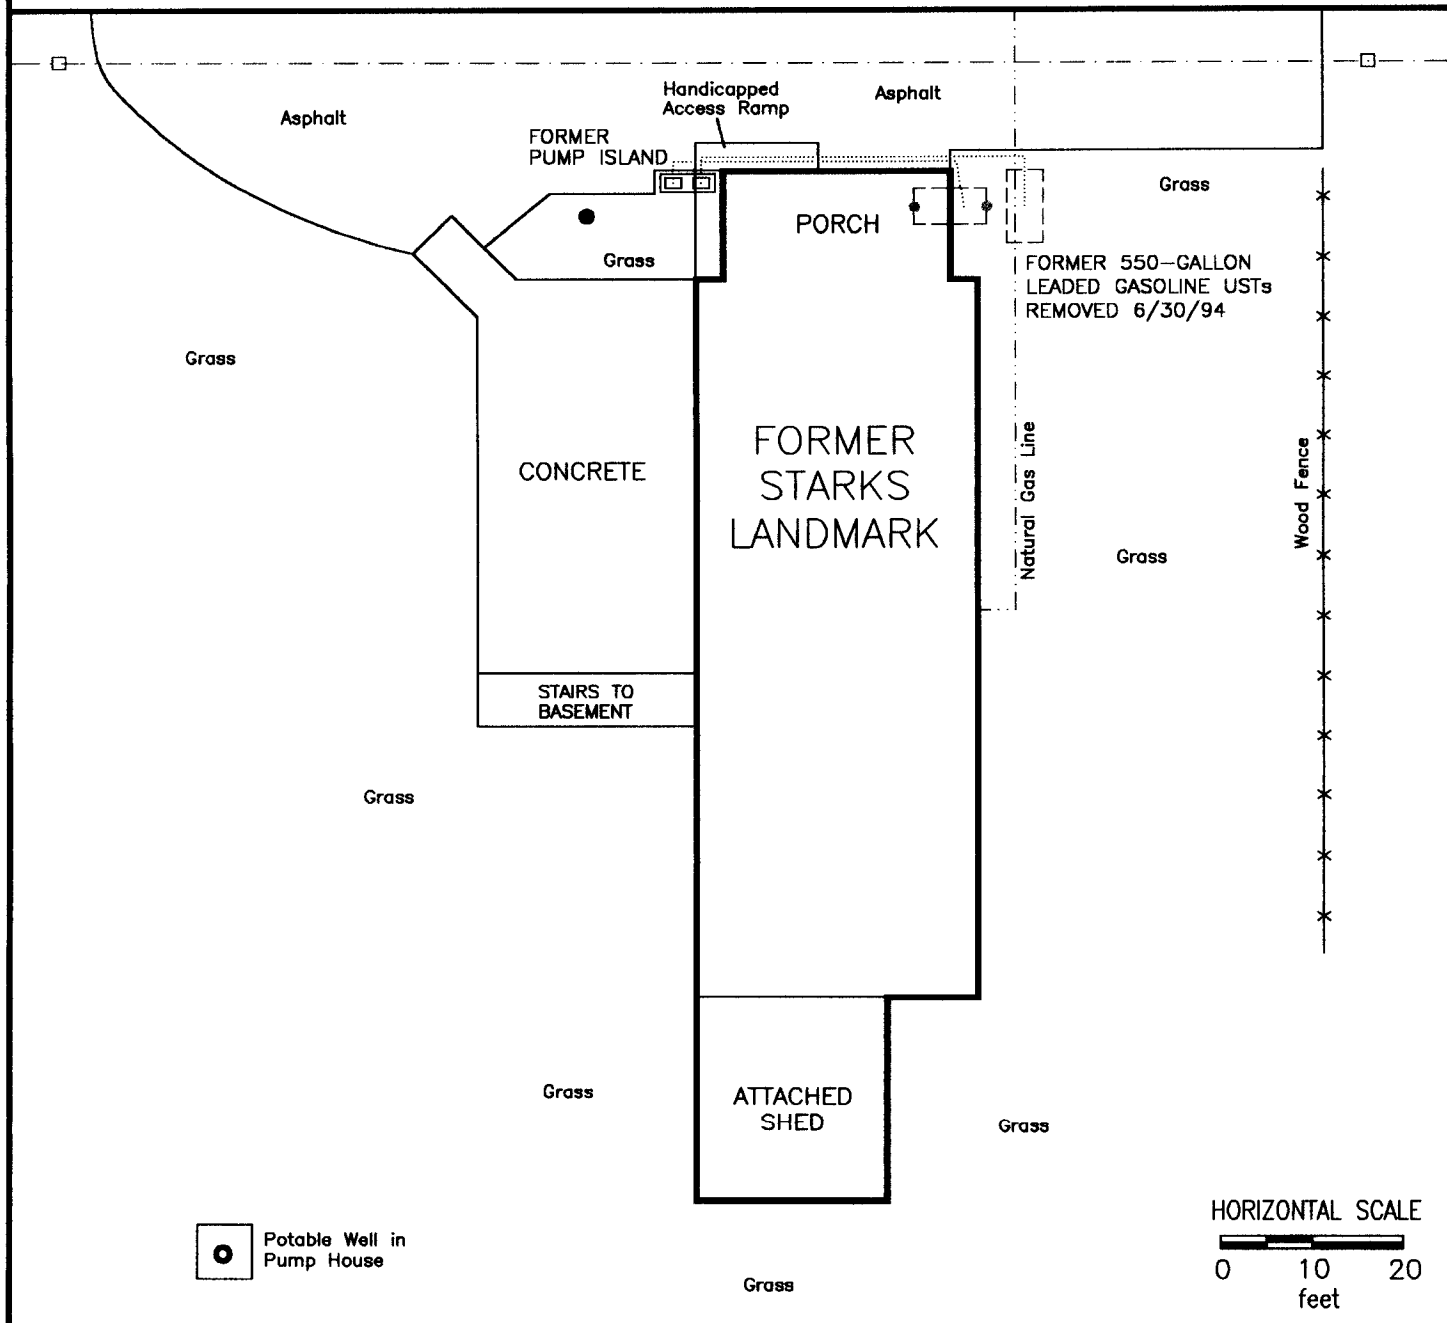 Handicapped
Access Ramp
Asphalt
Asphalt
FORMER
PUMP ISLAND
Grass
PORCH
Grass
FORMER 550-GALLON
LEADED GASOLINE USTs
REMOVED 6/30/94
Grass
FORMER
STARKS
LANDMARK
CONCRETE
Natural Gas Line
Wood Fence
Grass
STAIRS TO
BASEMENT
Grass
Grass
ATTACHED
SHED
Grass
Potable Well in
Pump House
Grass
HORIZONTAL SCALE
0 10 20
feet